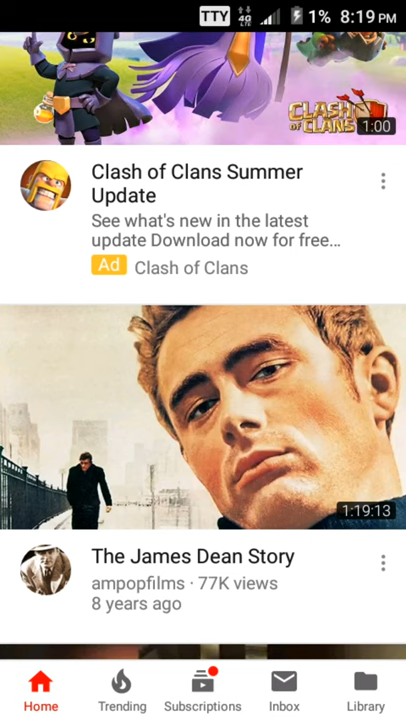 TTY 4G LTE 1% 8:19 PM
CLASH
OF CLANS
1:00
Clash of Clans Summer
Update
See what's new in the latest
update Download now for free...
Ad Clash of Clans
1:19:13
The James Dean Story
ampopfilms · 77K views
8 years ago
Home Trending Subscriptions Inbox Library